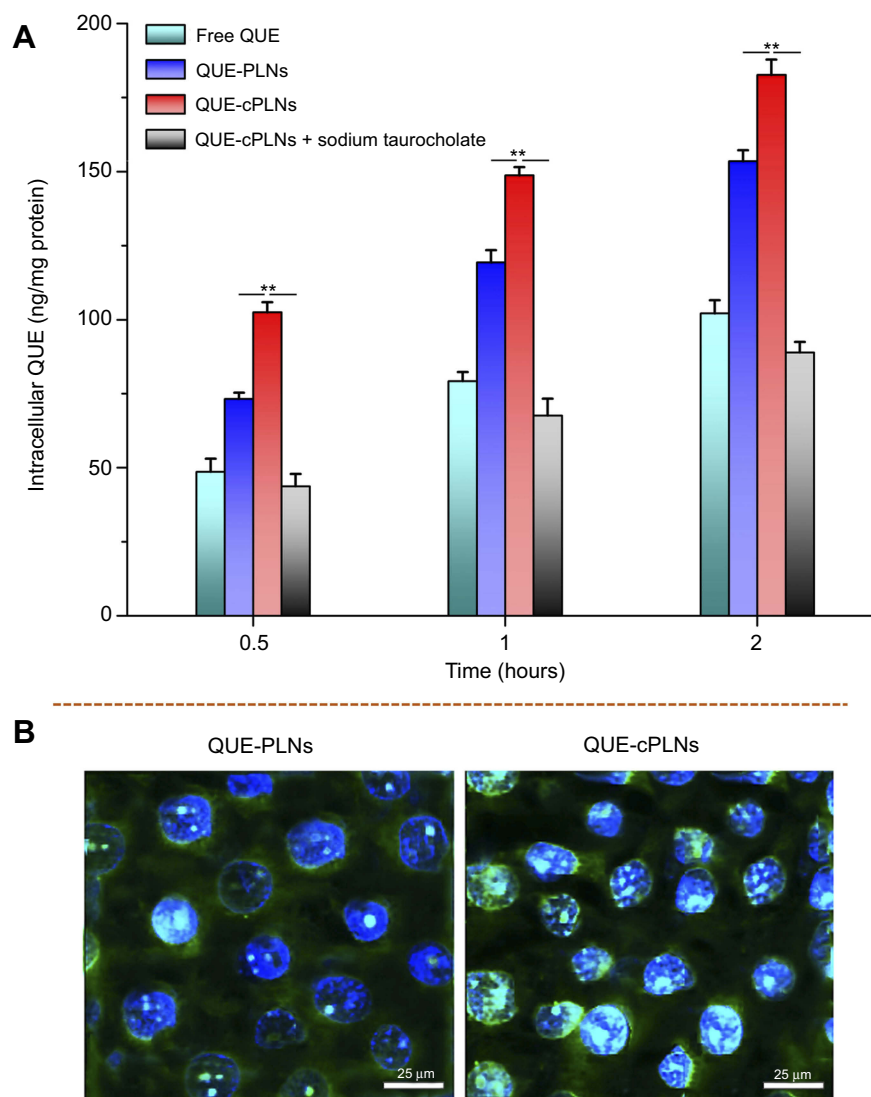 A
200
150
100
50
0
Intracellular QUE (ng/mg protein)
Free QUE
QUE-PLNs
QUE-cPLNs
QUE-cPLNs + sodium taurocholate
**
**
**
0.5
1
2
Time (hours)
B
QUE-PLNs
QUE-cPLNs
25 µm
25 µm